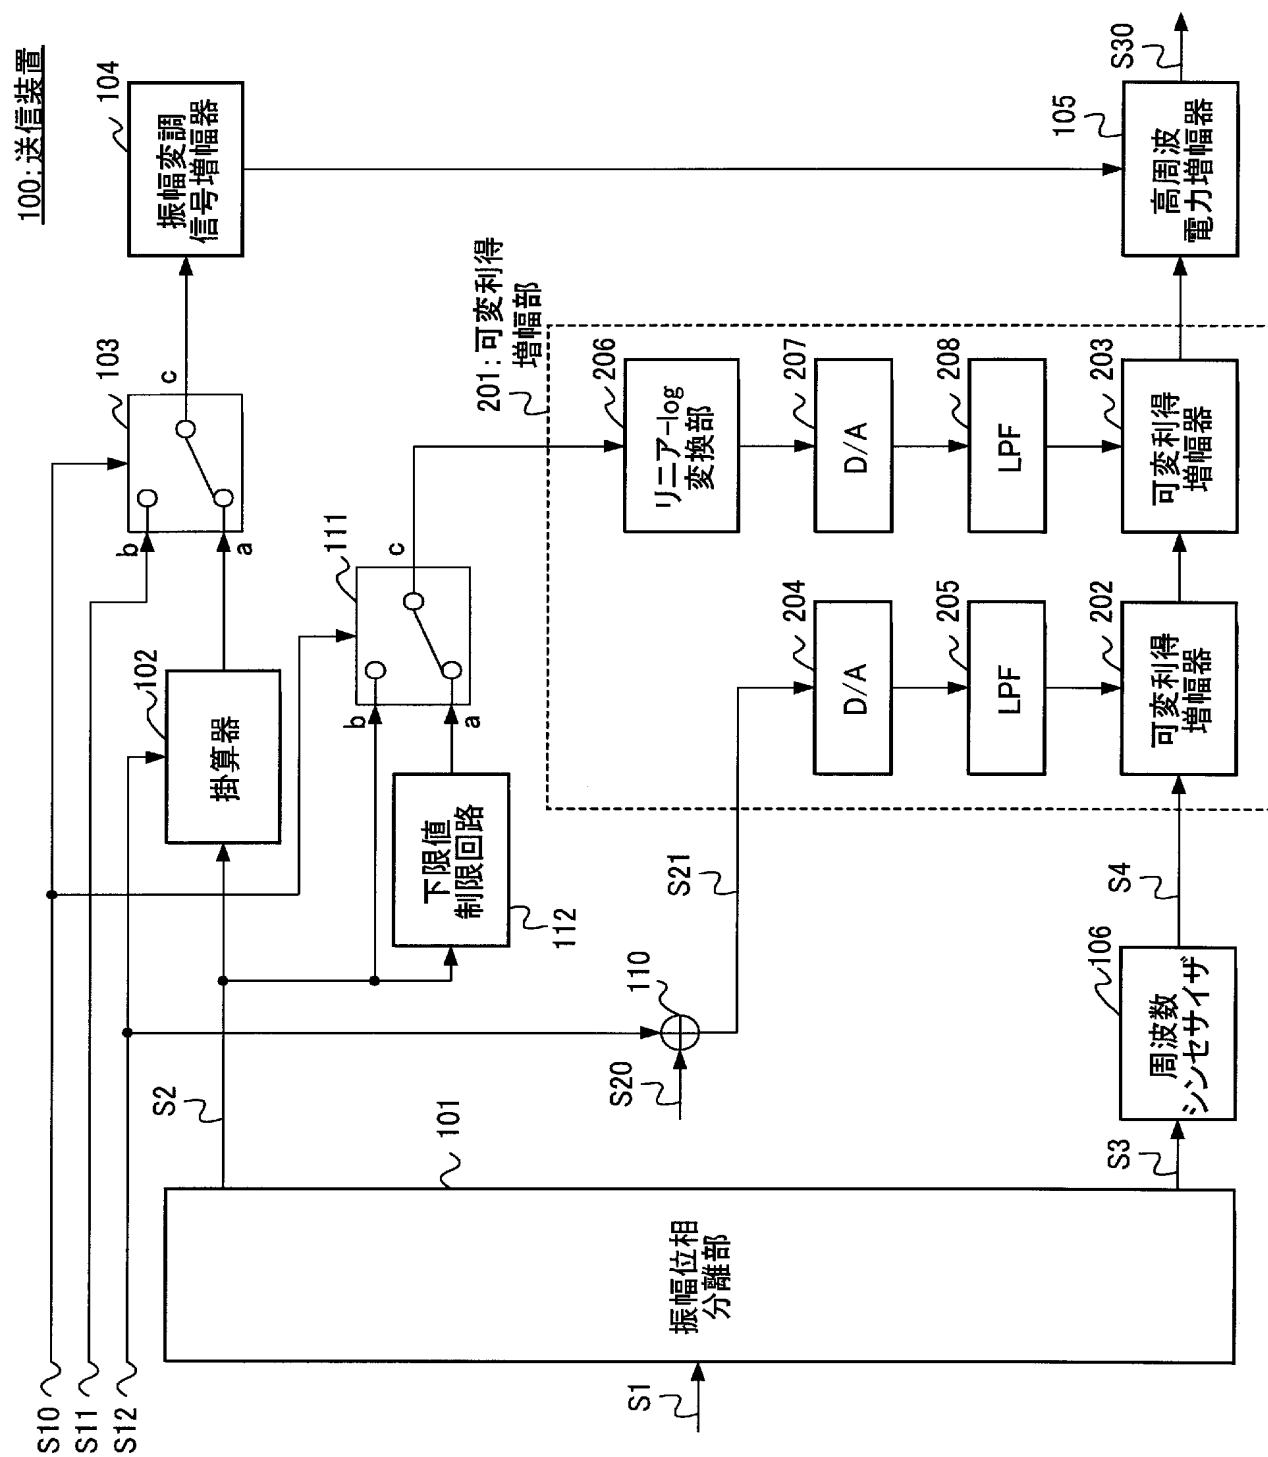 100:送信装置
S10
S11
S12
S1
振幅位相
分離部
101
S2
S3
周波数
シンセサイザ
106
S4
S20
110
S21
掛算器
102
下限値
制限回路
112
a
b
c
103
a
b
c
111
振幅変調
信号増幅器
104
201:可変利得
増幅部
リニア-log
変換部
206
D/A
207
LPF
208
可変利得
増幅器
203
D/A
204
LPF
205
可変利得
増幅器
202
高周波
電力増幅器
105
S30